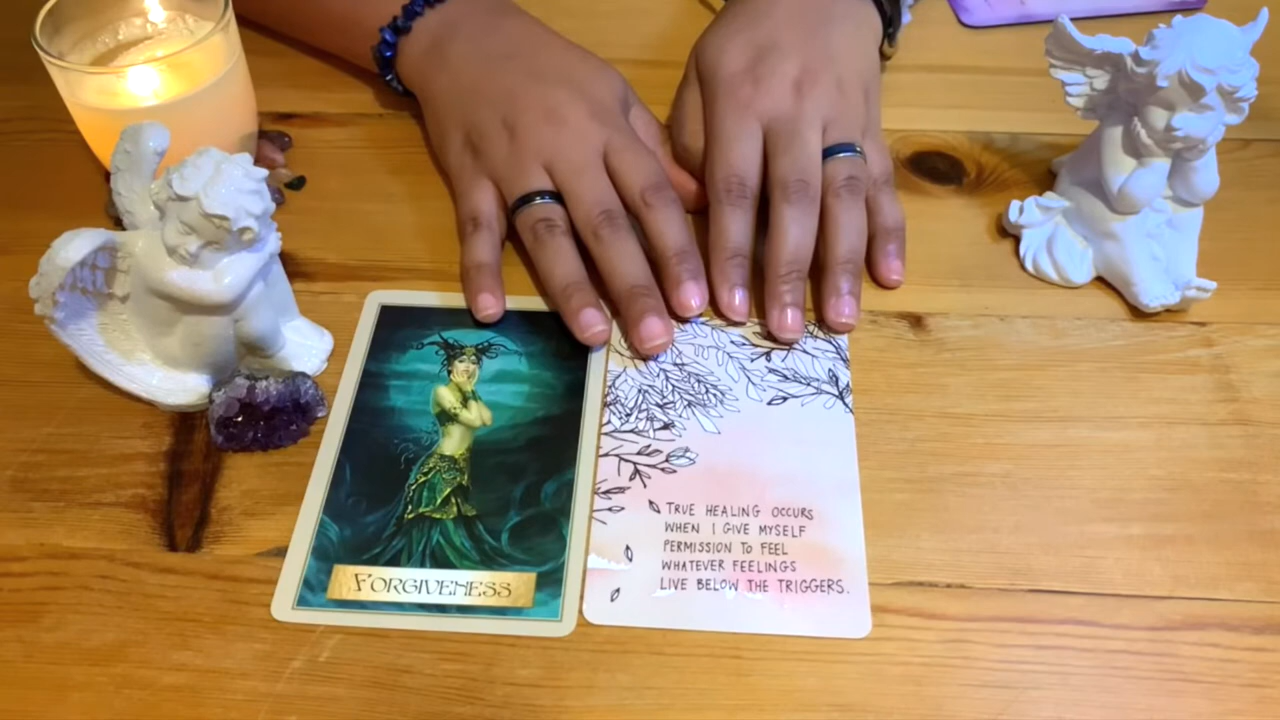 FORGIVENESS
TRUE HEALING OCCURS
WHEN I GIVE MYSELF
PERMISSION TO FEEL
WHATEVER FEELINGS
LIVE BELOW THE TRIGGERS.